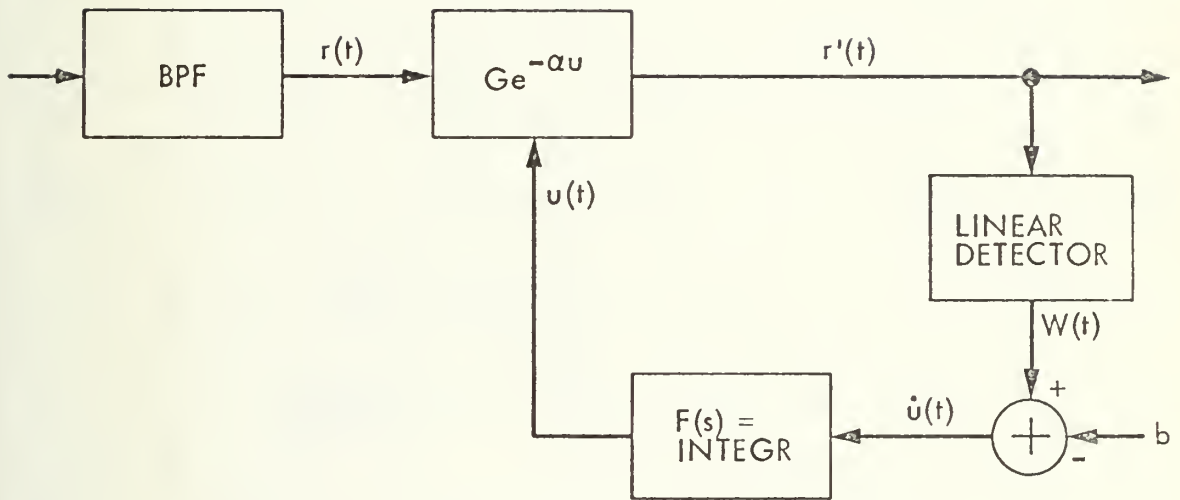 BPF
r(t)
Ge^{-αu}
r'(t)
u(t)
LINEAR
DETECTOR
W(t)
+
u̇(t)
F(s) =
INTEGR
+
-
b